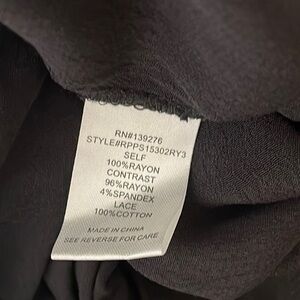 RN#139276
STYLE#RPPS15302RY3
SELF
100%RAYON
CONTRAST
96%RAYON
4%SPANDEX
LACE
100%COTTON
MADE IN CHINA
SEE REVERSE FOR CARE